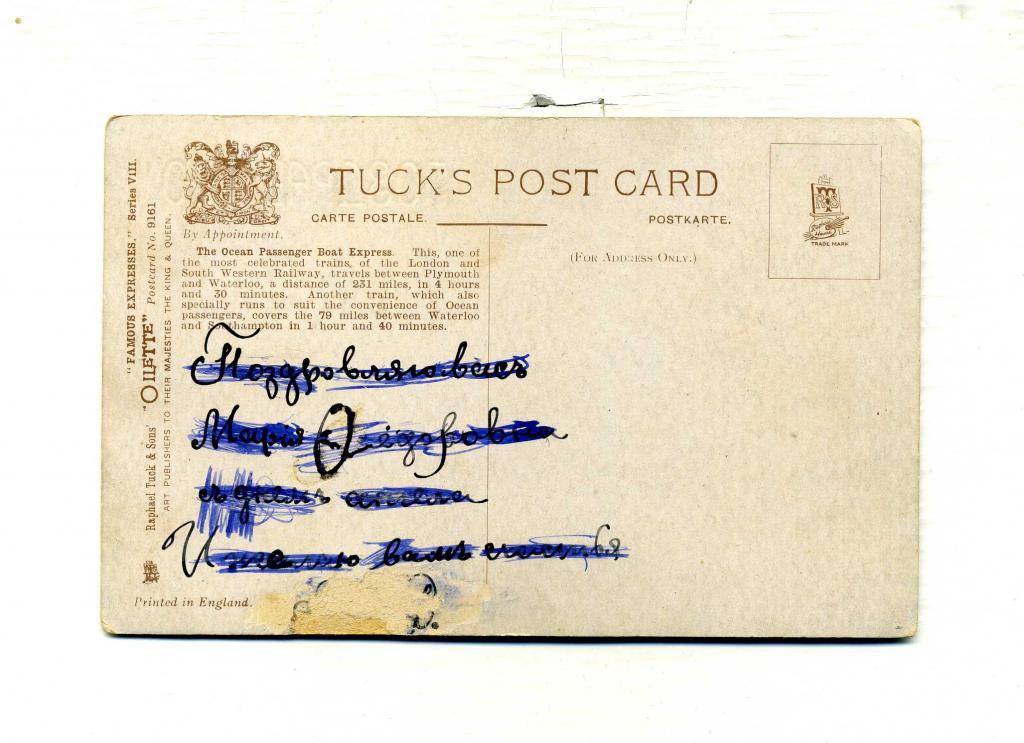 TUCK'S POST CARD
CARTE POSTALE.
POSTKARTE.
By Appointment.
(FOR ADDRESS ONLY.)
TRADE MARK
The Ocean Passenger Boat Express. This, one of
the most celebrated trains, of the London and
South Western Railway, travels between Plymouth
and Waterloo, a distance of 231 miles, in 4 hours
and 30 minutes. Another train, which also
specially runs to suit the convenience of Ocean
passengers, covers the 79 miles between Waterloo
and Southampton in 1 hour and 40 minutes.
Поздровляю васъ
Марія Ѳедоровна
съ днемъ ангела
И желаю вамъ счастья
Printed in England.
"FAMOUS EXPRESSES." Series VIII.
Raphael Tuck & Sons' "OILETTE" Postcard No. 9161
ART PUBLISHERS TO THEIR MAJESTIES THE KING & QUEEN.